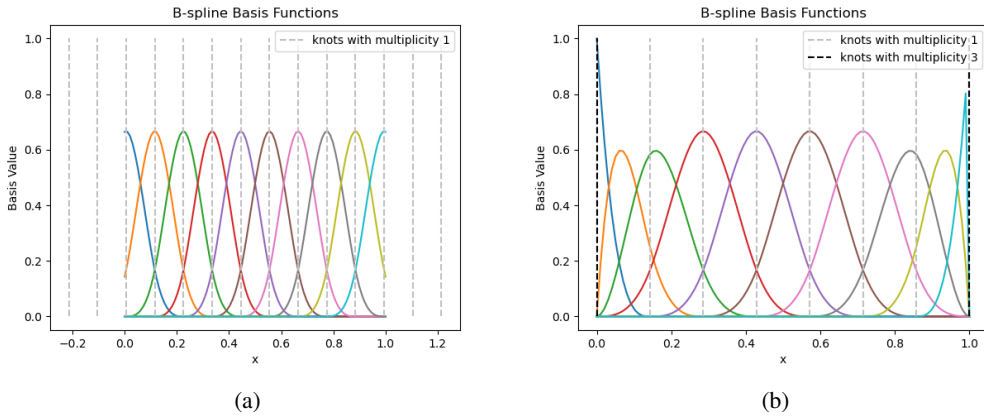 B-spline Basis Functions
knots with multiplicity 1
1.0
0.8
0.6
0.4
0.2
0.0
Basis Value
−0.2 0.0 0.2 0.4 0.6 0.8 1.0 1.2
x
(a)
B-spline Basis Functions
knots with multiplicity 1
knots with multiplicity 3
1.0
0.8
0.6
0.4
0.2
0.0
Basis Value
0.0 0.2 0.4 0.6 0.8 1.0
x
(b)